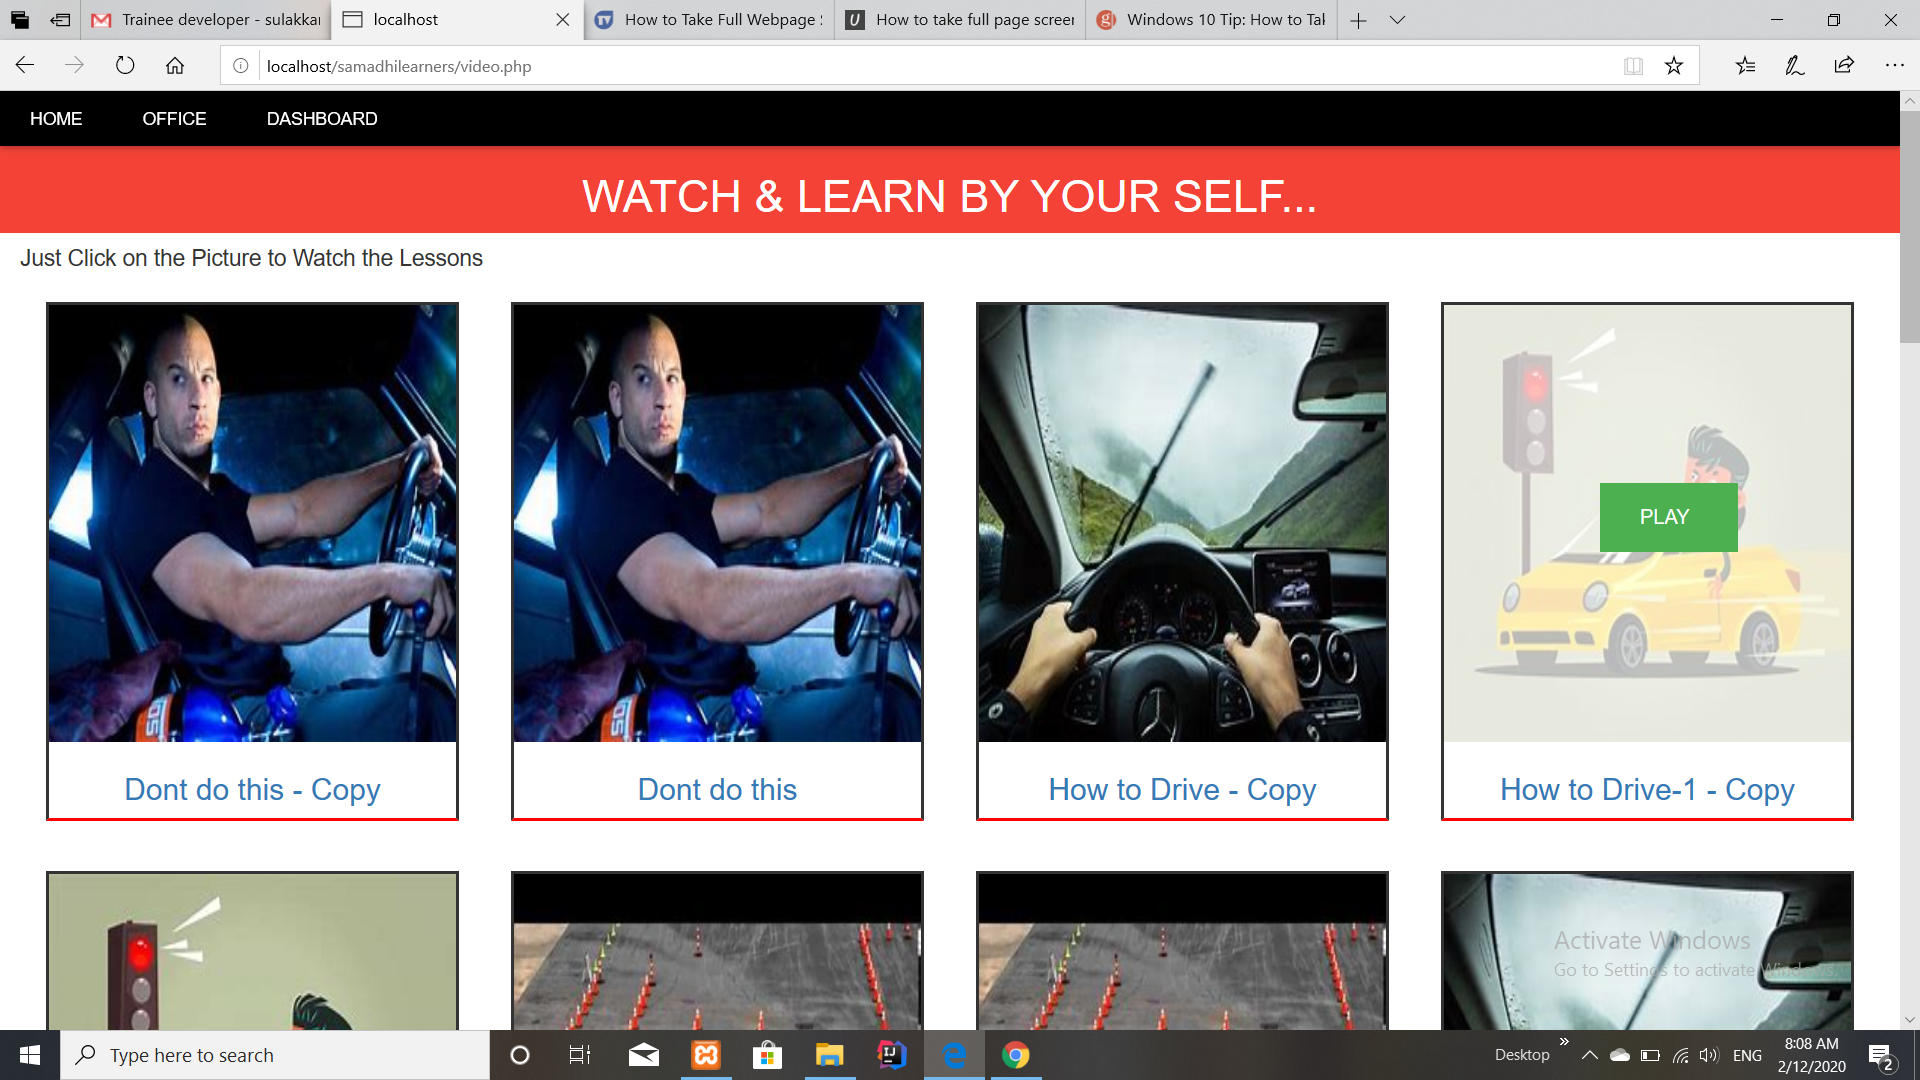 Trainee developer - sulakkar
localhost
How to Take Full Webpage
How to take full page screen
Windows 10 Tip: How to Tak
localhost/samadhilearners/video.php
HOME OFFICE DASHBOARD
WATCH & LEARN BY YOUR SELF...
Just Click on the Picture to Watch the Lessons
PLAY
Dont do this - Copy
Dont do this
How to Drive - Copy
How to Drive-1 - Copy
Activate Windows
Go to Settings to activate Windows.
Type here to search
Desktop
ENG
8:08 AM
2/12/2020
2